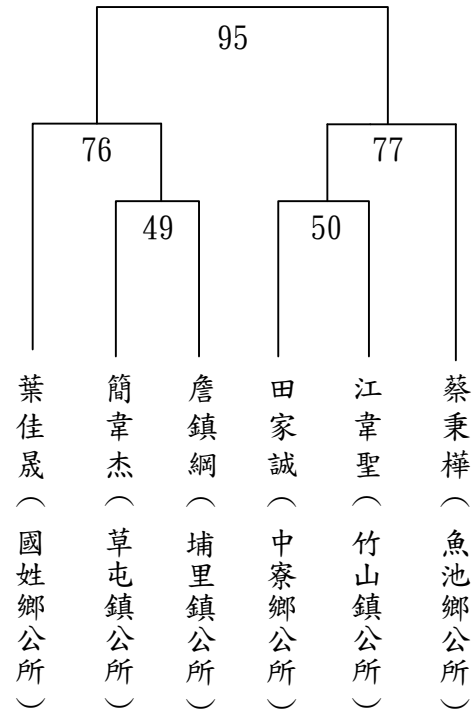 95
76
77
49
50
葉佳晟（國姓鄉公所）
簡韋杰（草屯鎮公所）
詹鎮綱（埔里鎮公所）
田家誠（中寮鄉公所）
江韋聖（竹山鎮公所）
蔡秉樺（魚池鄉公所）